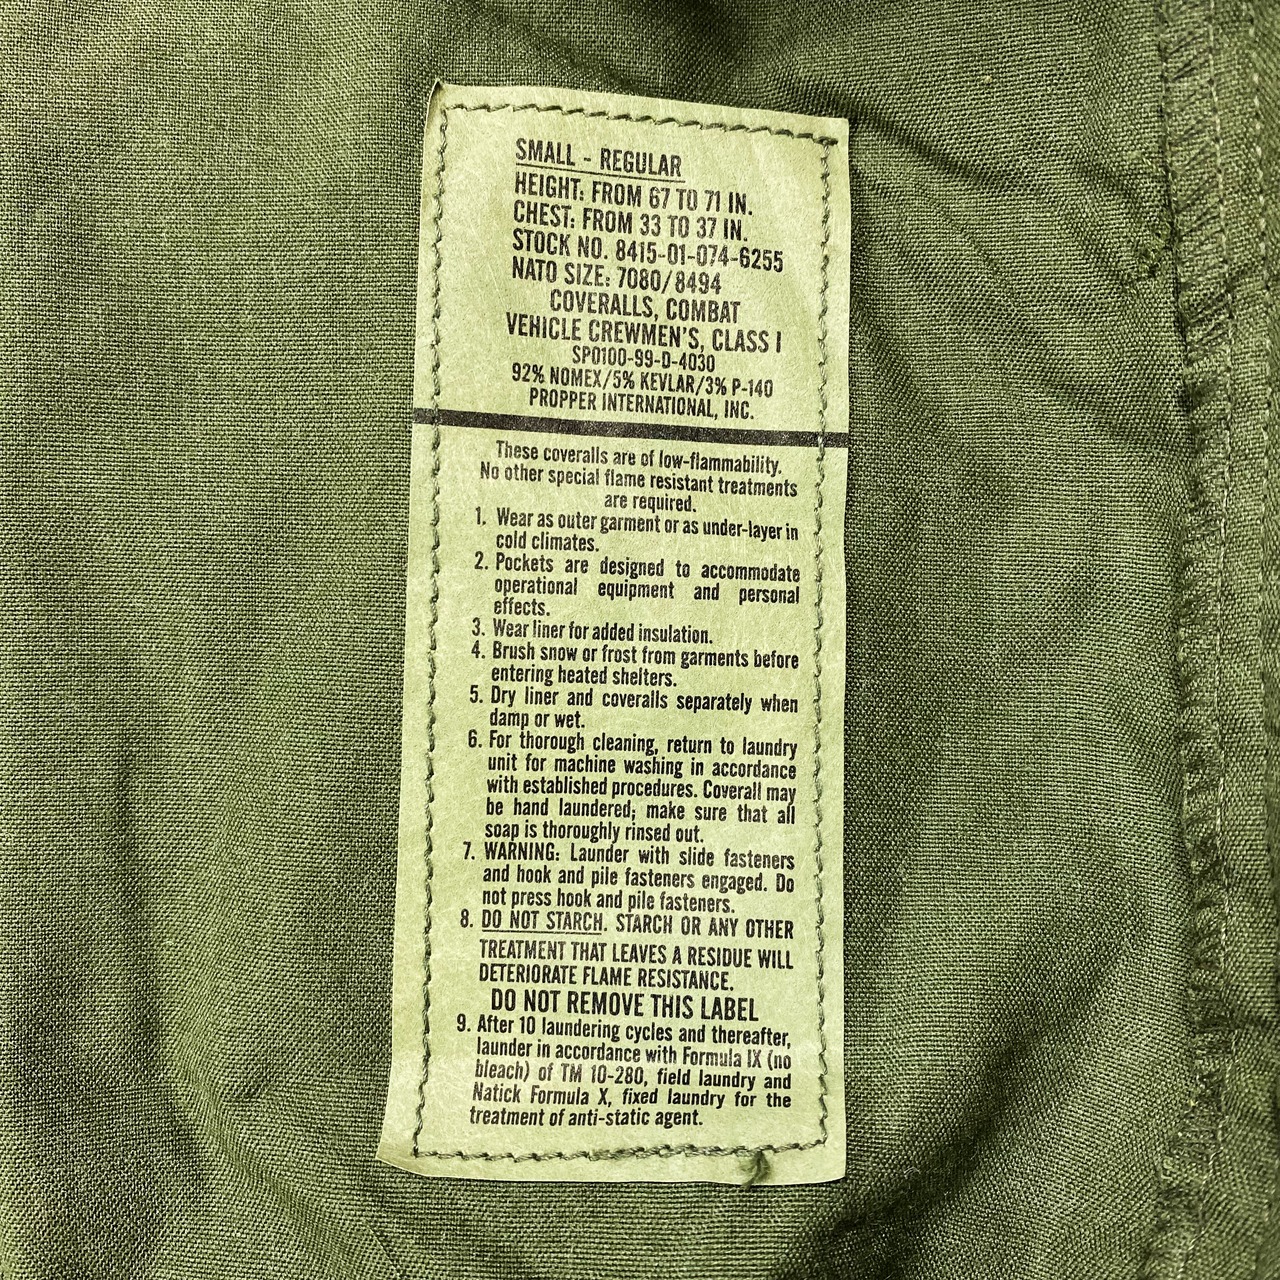 SMALL - REGULAR
HEIGHT: FROM 67 TO 71 IN.
CHEST: FROM 33 TO 37 IN.
STOCK NO. 8415-01-074-6255
NATO SIZE: 7080/8494
COVERALLS, COMBAT
VEHICLE CREWMEN'S, CLASS I
SP0100-99-D-4030
92% NOMEX/5% KEVLAR/3% P-140
PROPPER INTERNATIONAL, INC.
These coveralls are of low-flammability.
No other special flame resistant treatments
are required.
1. Wear as outer garment or as under-layer in
cold climates.
2. Pockets are designed to accommodate
operational equipment and personal
effects.
3. Wear liner for added insulation.
4. Brush snow or frost from garments before
entering heated shelters.
5. Dry liner and coveralls separately when
damp or wet.
6. For thorough cleaning, return to laundry
unit for machine washing in accordance
with established procedures. Coverall may
be hand laundered; make sure that all
soap is thoroughly rinsed out.
7. WARNING: Launder with slide fasteners
and hook and pile fasteners engaged. Do
not press hook and pile fasteners.
8. DO NOT STARCH. STARCH OR ANY OTHER
TREATMENT THAT LEAVES A RESIDUE WILL
DETERIORATE FLAME RESISTANCE.
DO NOT REMOVE THIS LABEL
9. After 10 laundering cycles and thereafter,
launder in accordance with Formula IX (no
bleach) of TM 10-280, field laundry and
Natick Formula X, fixed laundry for the
treatment of anti-static agent.